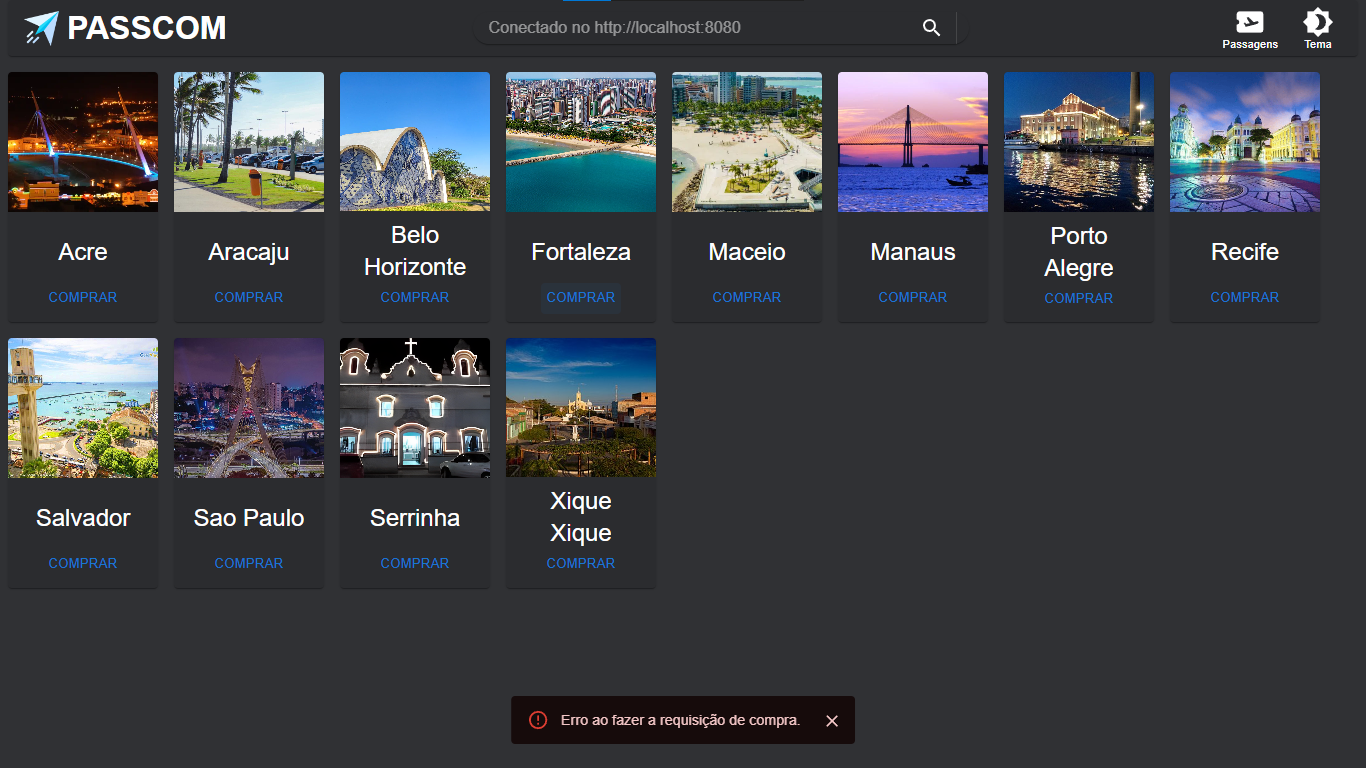 PASSCOM
Conectado no http://localhost:8080
Passagens
Tema
Acre
COMPRAR
Aracaju
COMPRAR
Belo
Horizonte
COMPRAR
Fortaleza
COMPRAR
Maceio
COMPRAR
Manaus
COMPRAR
Porto
Alegre
COMPRAR
Recife
COMPRAR
Salvador
COMPRAR
Sao Paulo
COMPRAR
Serrinha
COMPRAR
Xique
Xique
COMPRAR
Erro ao fazer a requisição de compra.